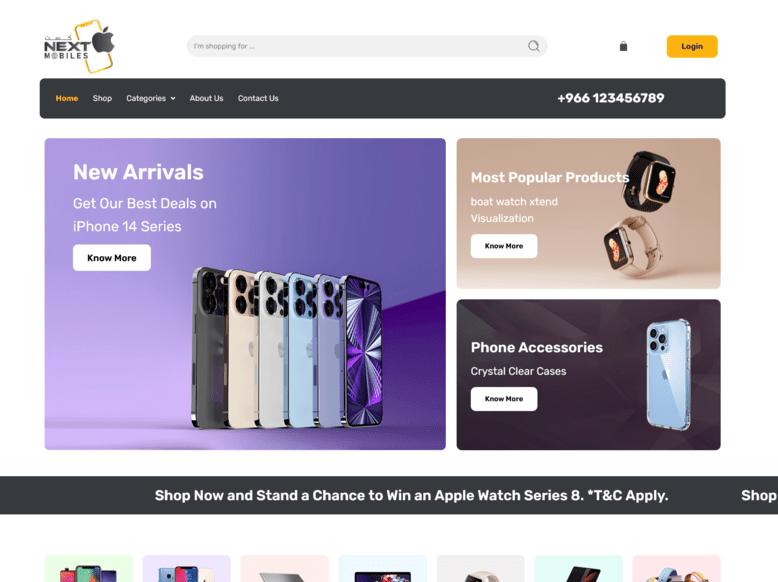 NEXT
MOBILES
I'm shopping for ...
Login
Home
Shop
Categories
About Us
Contact Us
+966 123456789
New Arrivals
Get Our Best Deals on
iPhone 14 Series
Know More
Most Popular Products
boat watch xtend
Visualization
Know More
Phone Accessories
Crystal Clear Cases
Know More
Shop Now and Stand a Chance to Win an Apple Watch Series 8. *T&C Apply.
Shop